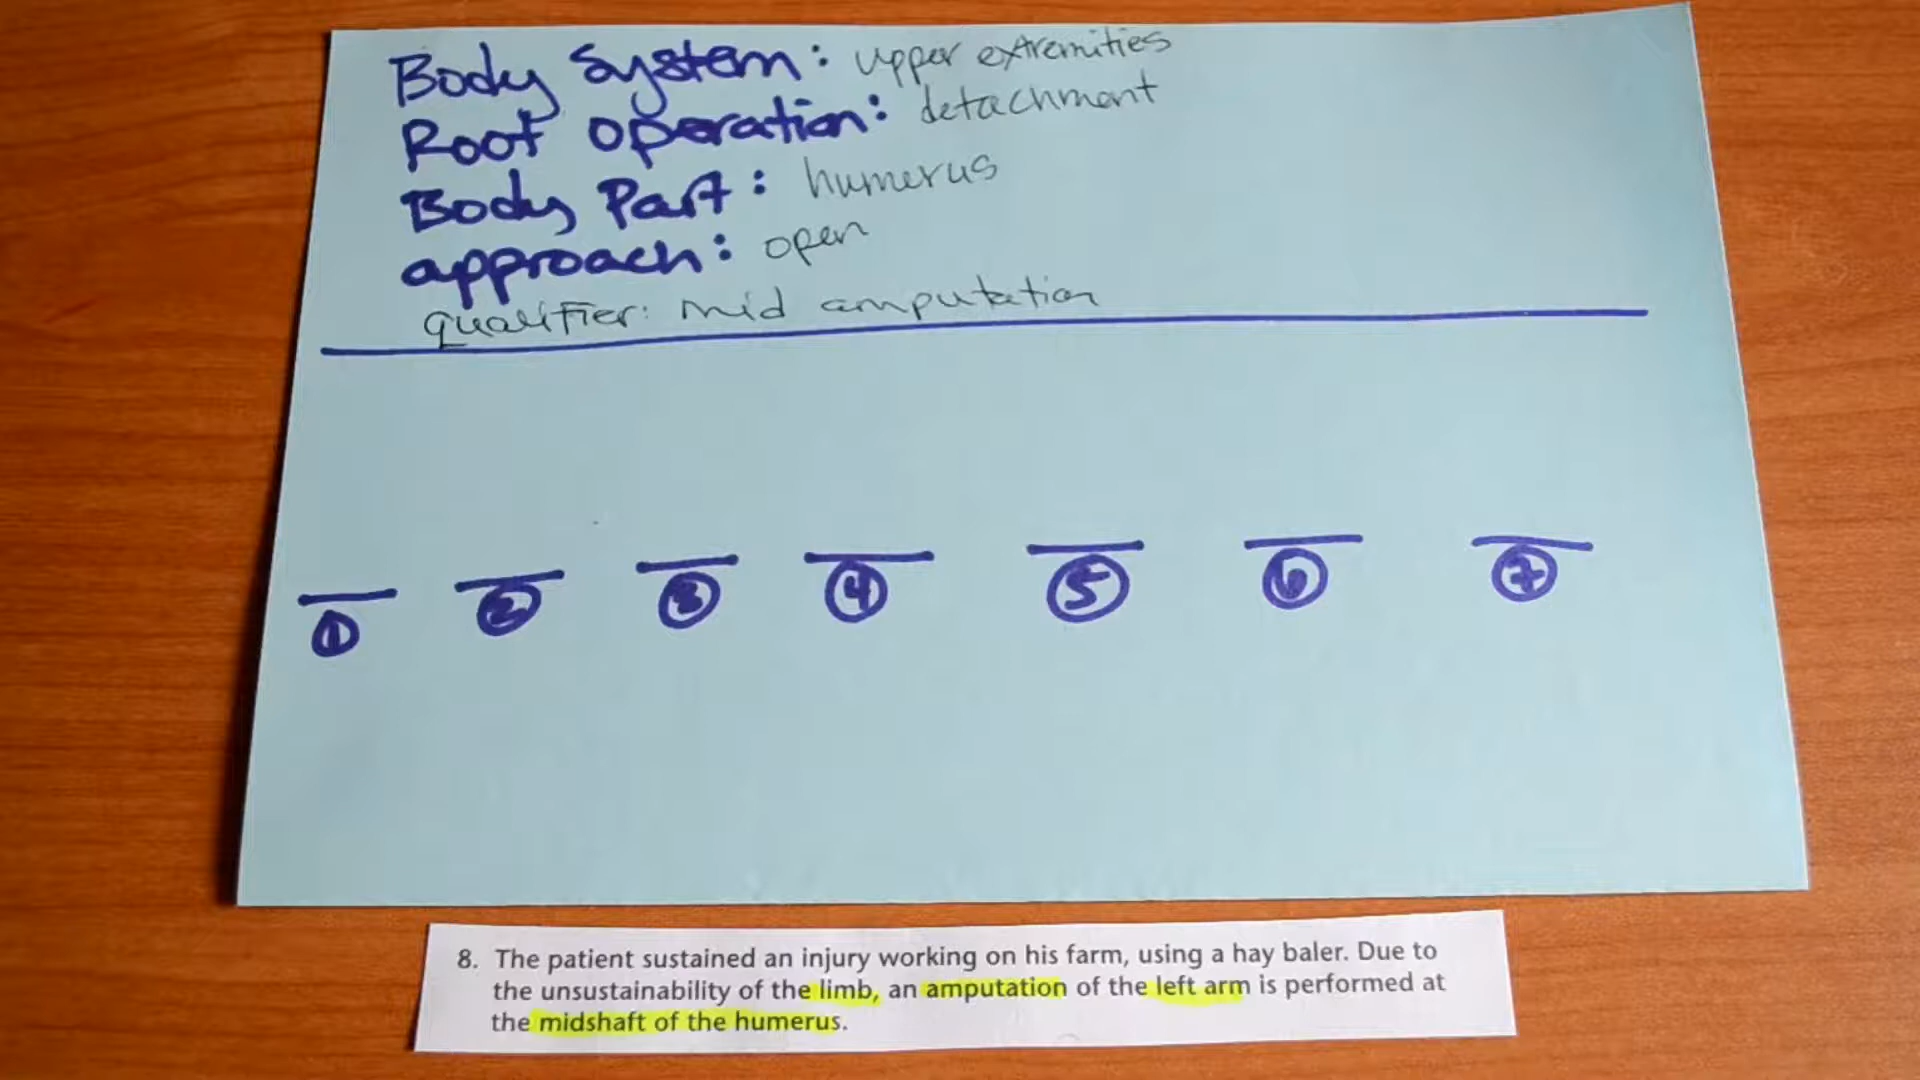 Body System: upper extremities
Root operation: detachment
Body Part: humerus
approach: open
qualifier: mid amputation
1 2 3 4 5 6 7
8. The patient sustained an injury working on his farm, using a hay baler. Due to
the unsustainability of the limb, an amputation of the left arm is performed at
the midshaft of the humerus.